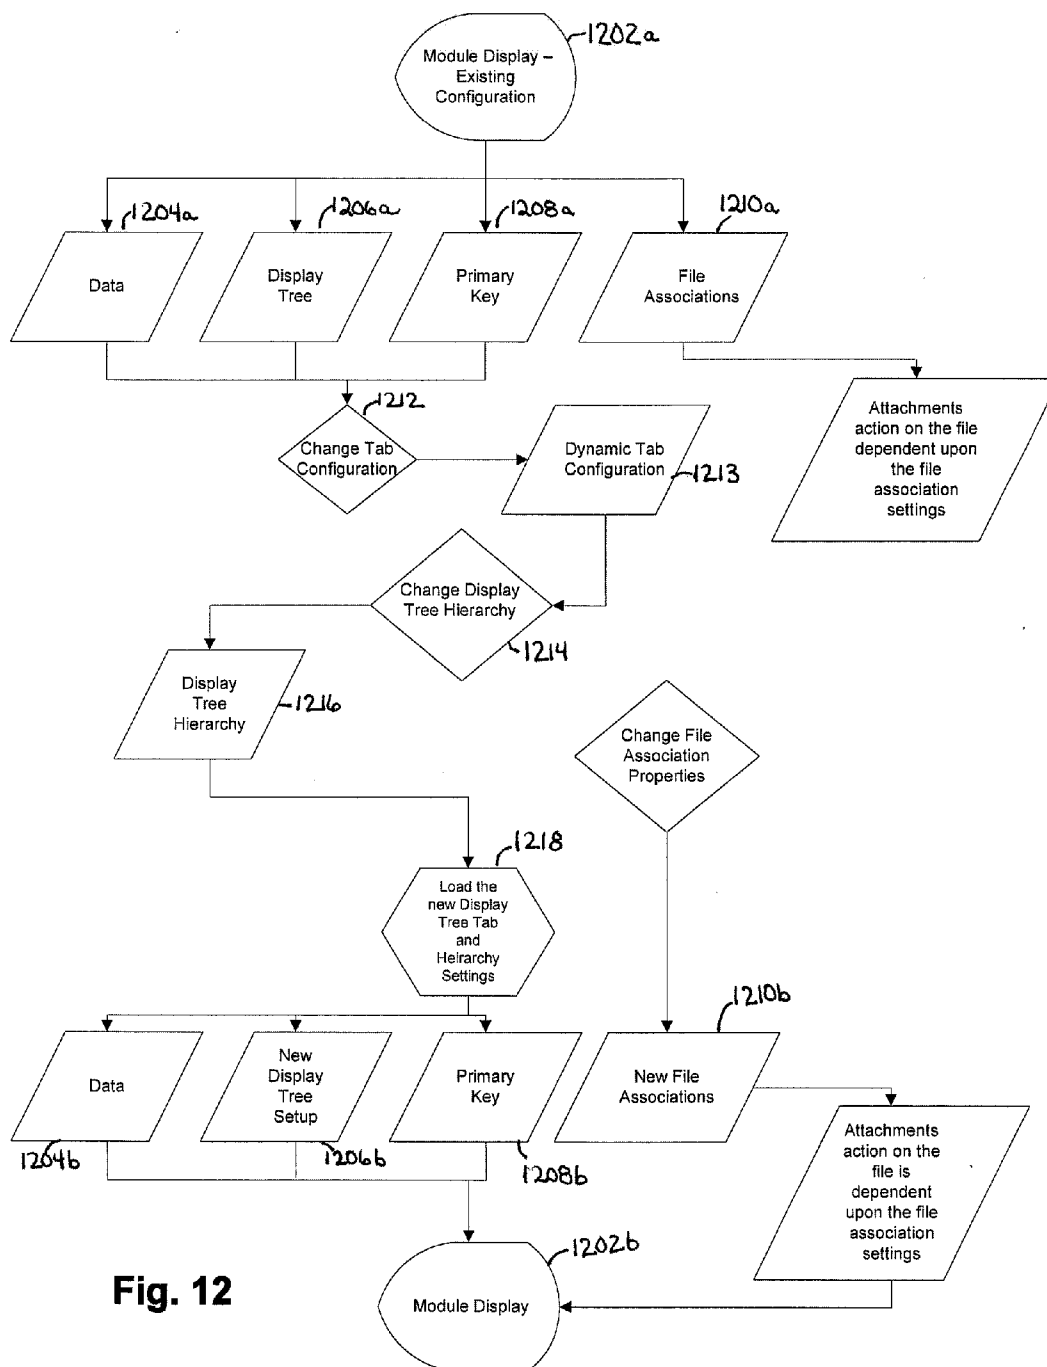 1202a
Module Display –
Existing
Configuration
1204a
1206a
1208a
1210a
Data
Display
Tree
Primary
Key
File
Associations
1212
Change Tab
Configuration
Dynamic Tab
Configuration
1213
Attachments
action on the file
dependent upon
the file
association
settings
Change Display
Tree Hierarchy
1214
Display
Tree
Hierarchy
1216
Change File
Association
Properties
1218
Load the
new Display
Tree Tab
and
Heirarchy
Settings
1210b
Data
New
Display
Tree
Setup
Primary
Key
New File
Associations
1204b
1206b
1208b
Attachments
action on the
file is
dependent
upon the file
association
settings
1202b
Module Display
Fig. 12